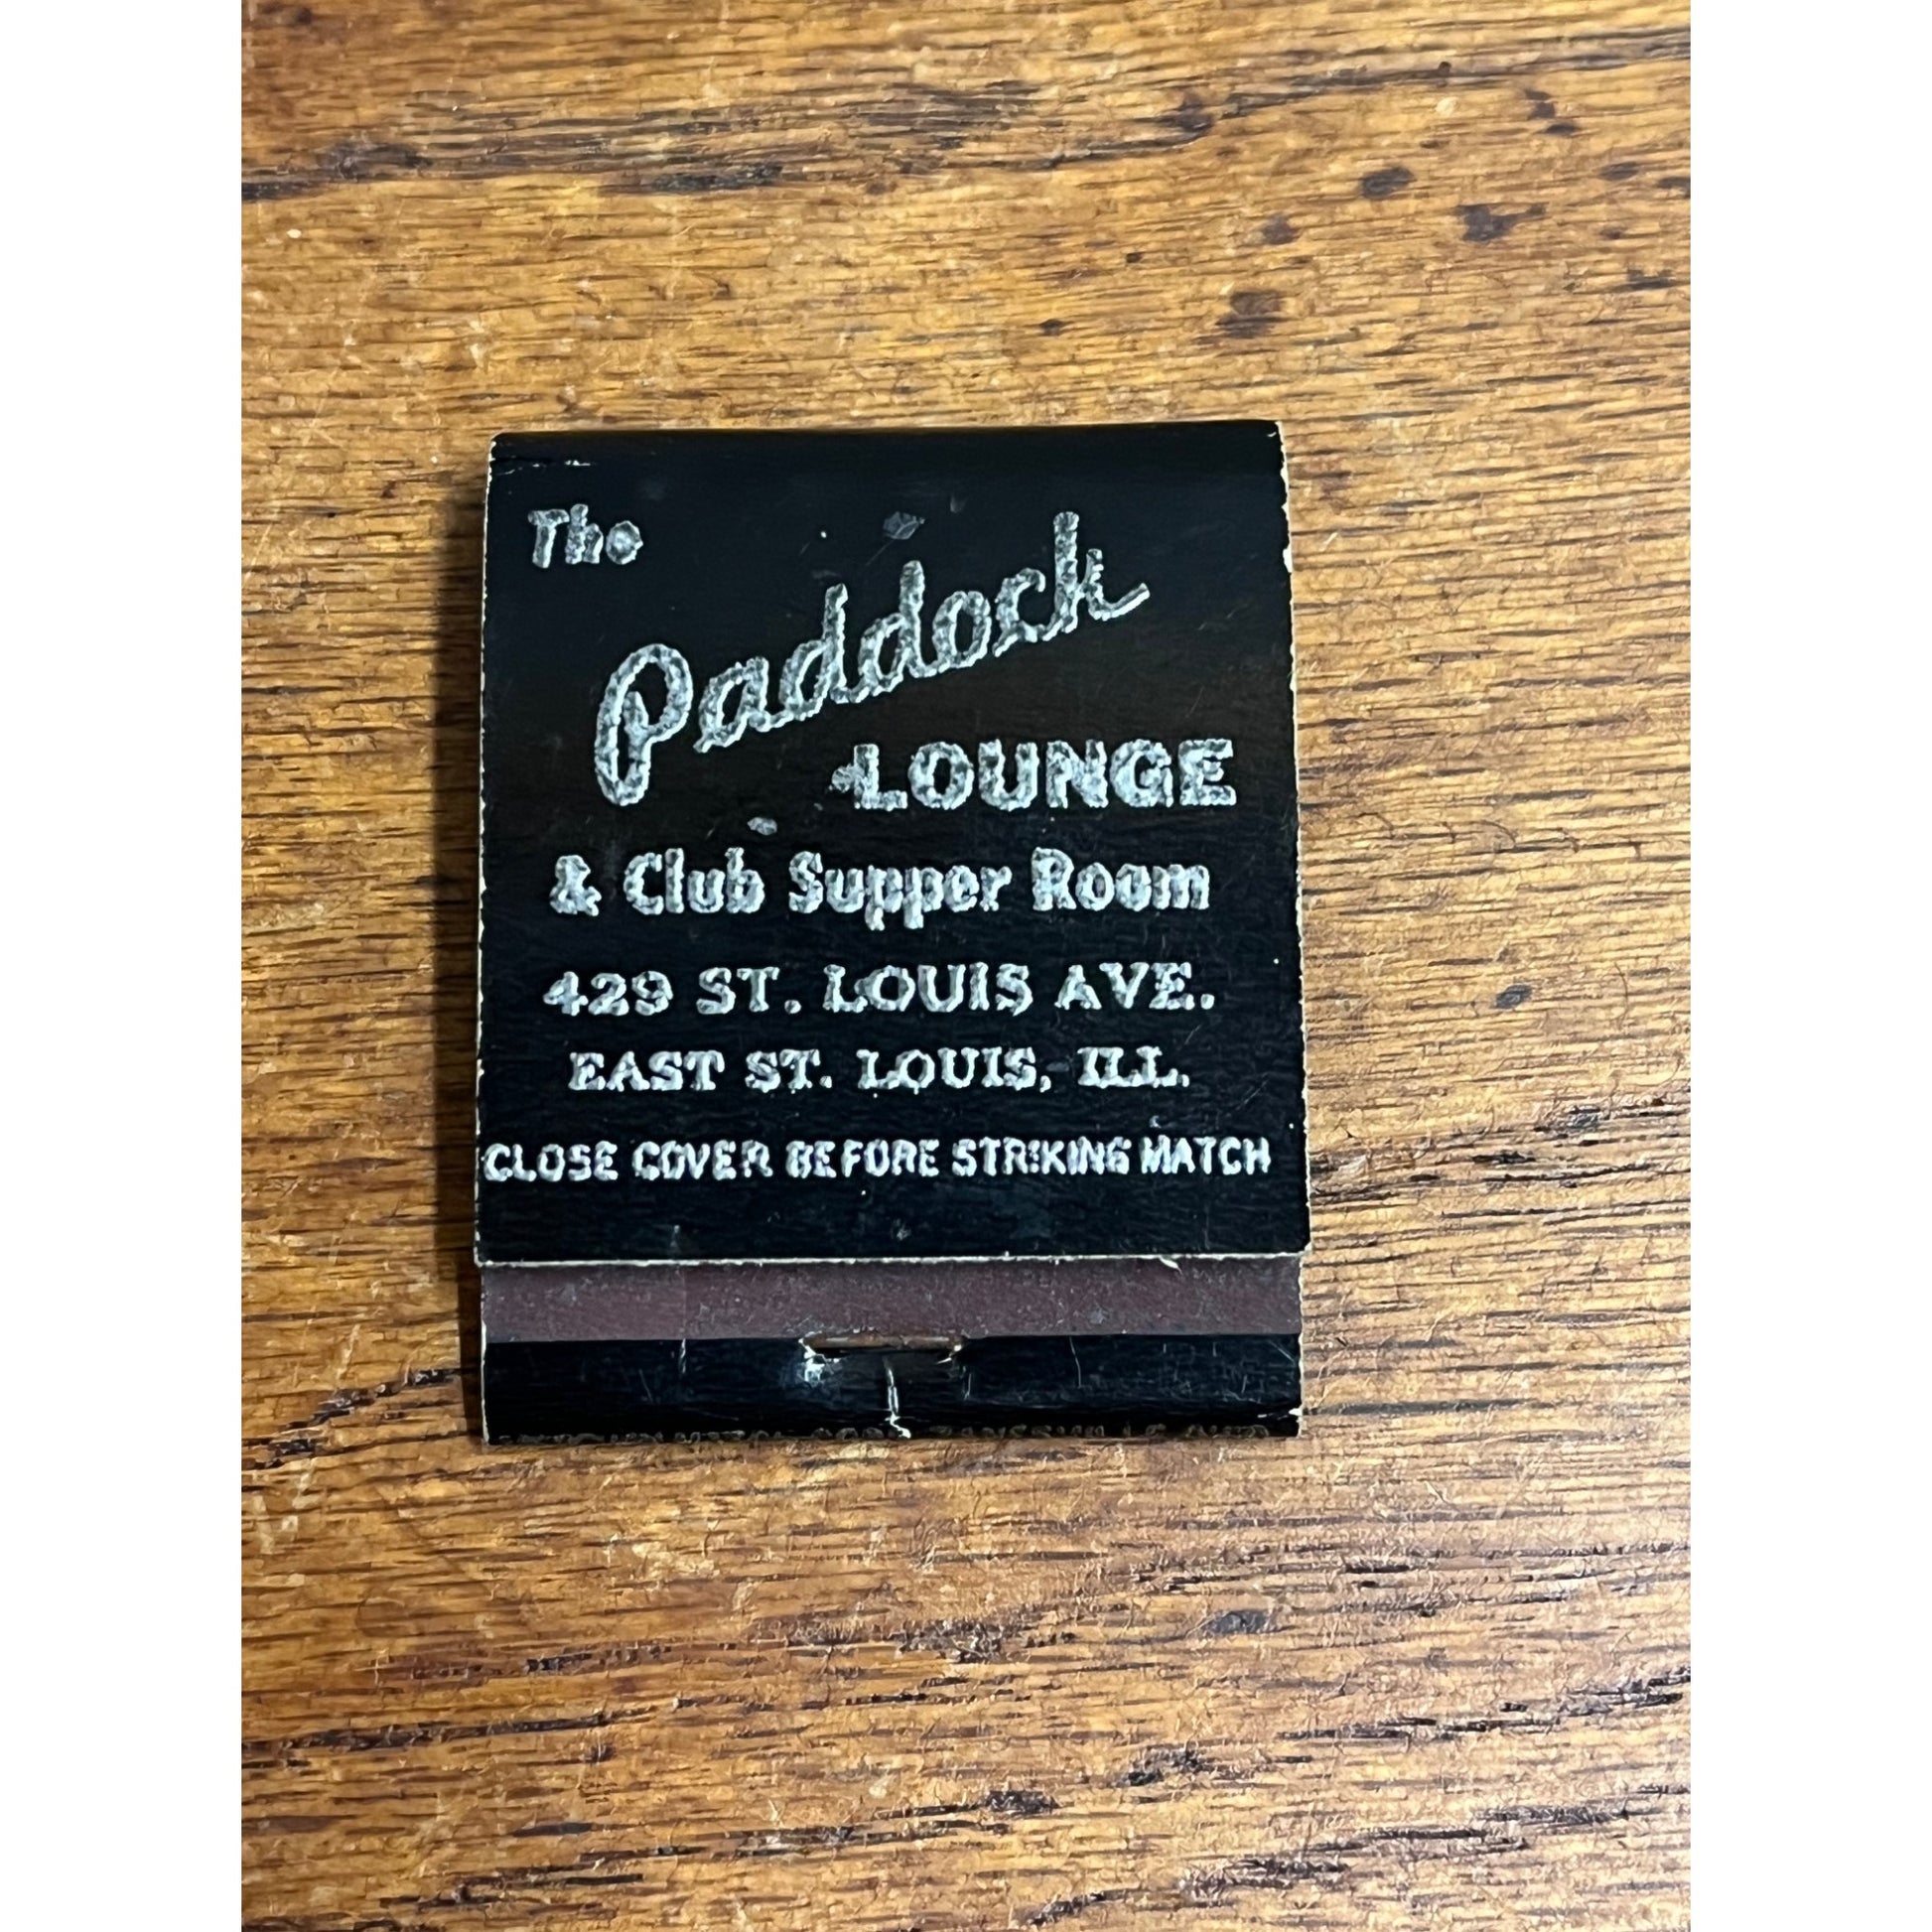 The
Paddock
LOUNGE
& Club Supper Room
429 ST. LOUIS AVE.
EAST ST. LOUIS, ILL.
CLOSE COVER BEFORE STRIKING MATCH